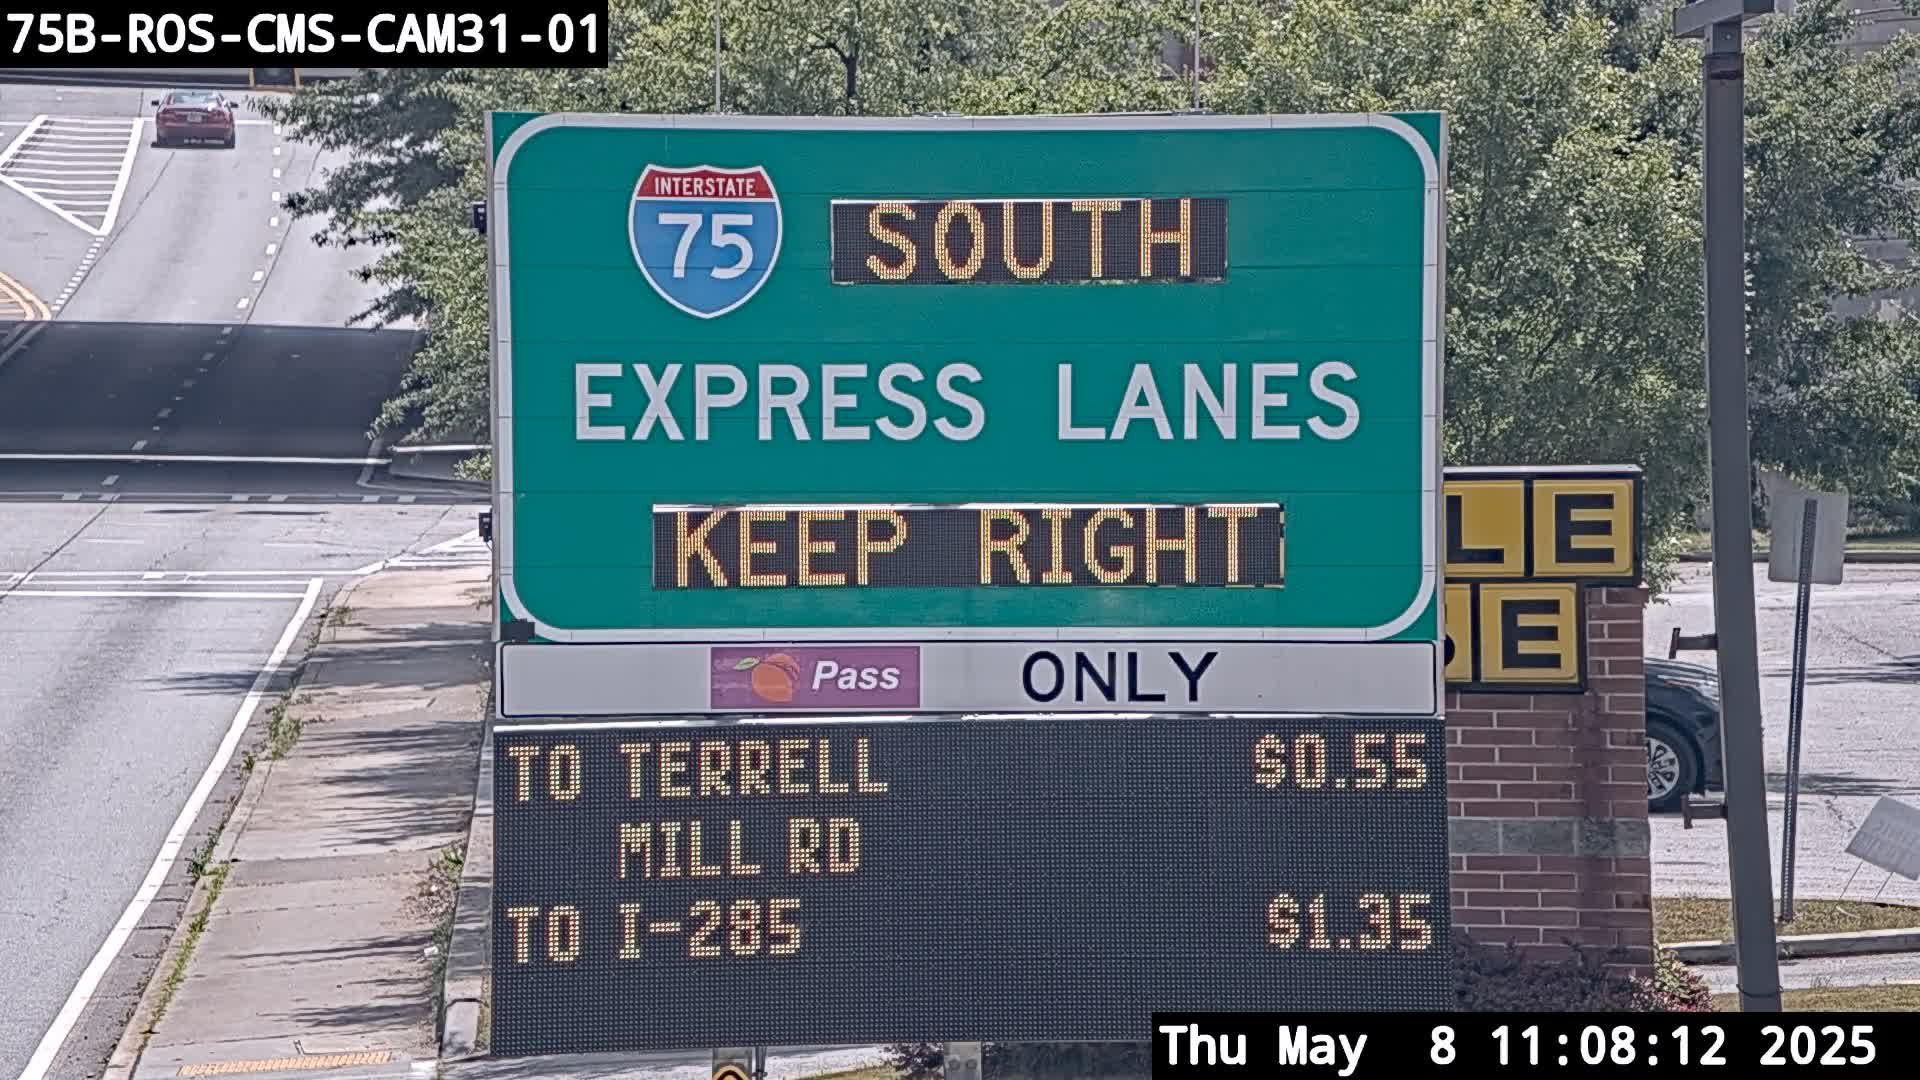 75B-ROS-CMS-CAM31-01
INTERSTATE
75
SOUTH
EXPRESS LANES
KEEP RIGHT
Pass ONLY
TO TERRELL $0.55
MILL RD
TO I-285 $1.35
LE
E
Thu May 8 11:08:12 2025